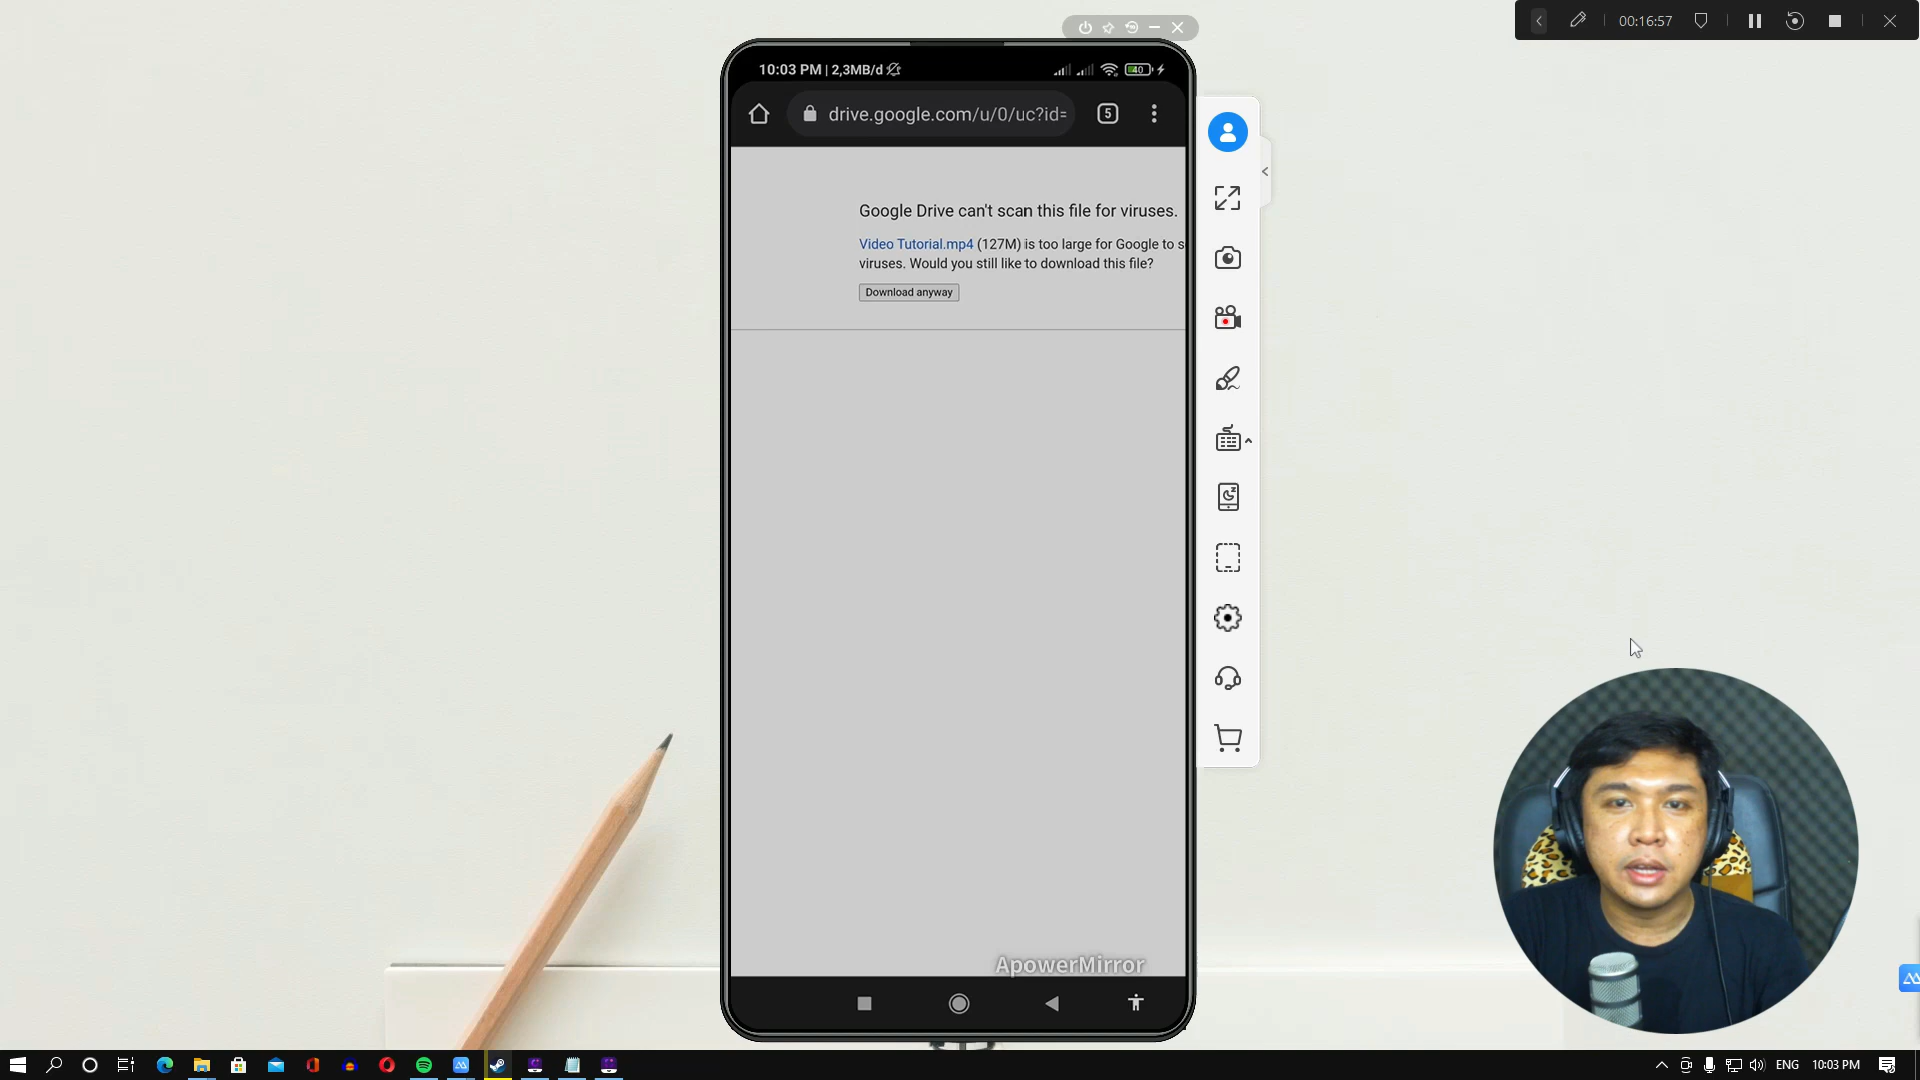 00:16:57
10:03 PM | 2,3MB/d
40
drive.google.com/u/0/uc?id=
5
Google Drive can't scan this file for viruses.
Video Tutorial.mp4 (127M) is too large for Google to s
viruses. Would you still like to download this file?
Download anyway
ApowerMirror
ENG
10:03 PM